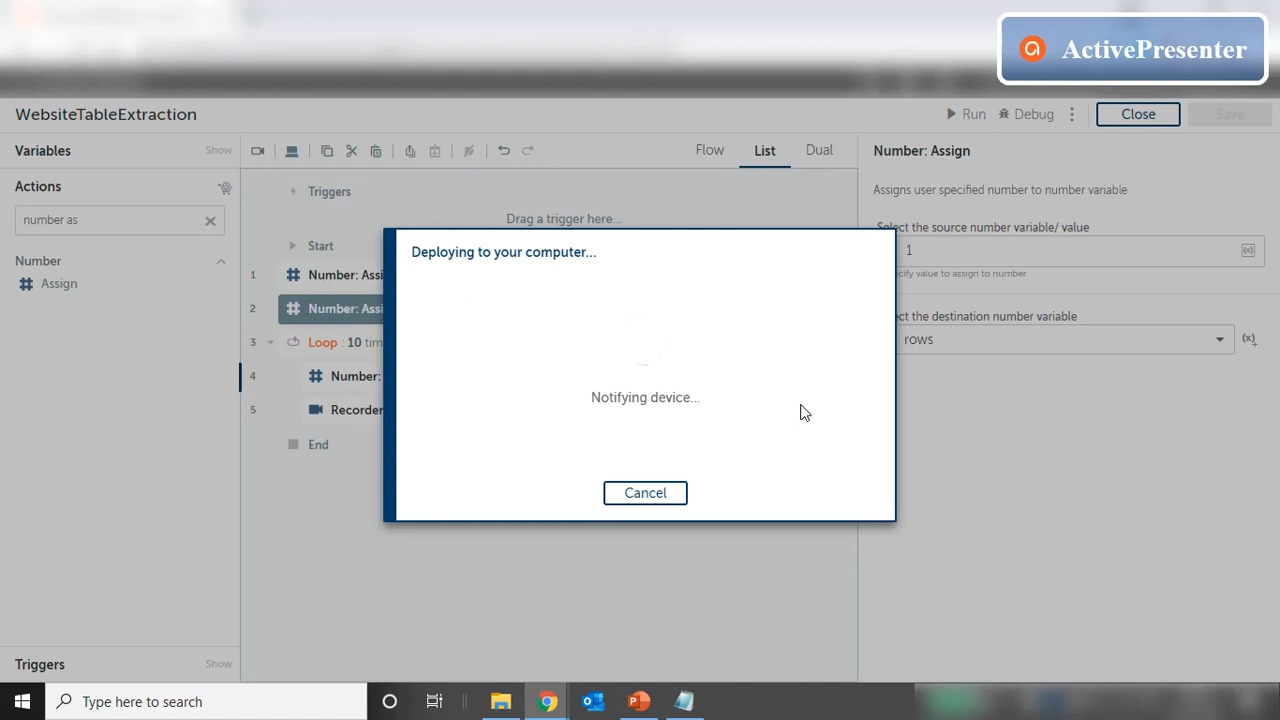 ActivePresenter
WebsiteTableExtraction
Run
Debug
Close
Save
Variables
Show
Flow
List
Dual
Number: Assign
Actions
Triggers
Assigns user specified number to number variable
number as
Drag a trigger here...
Select the source number variable/ value
Start
Deploying to your computer...
1
Number
cify value to assign to number
Assign
1
Number: Assi
2
Number: Assi
ct the destination number variable
3
Loop : 10 tim
rows
4
Number:
Notifying device...
5
Recorder
End
Cancel
Triggers
Show
Type here to search